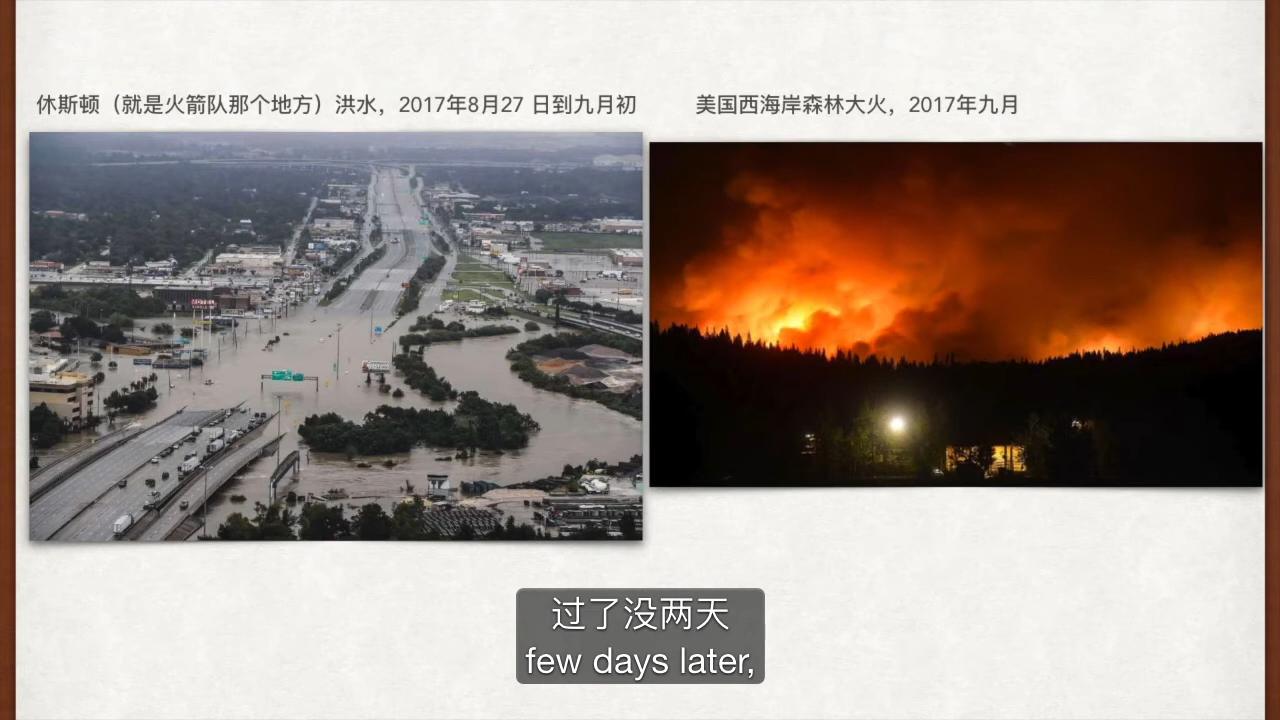 休斯顿（就是火箭队那个地方）洪水，2017年8月27 日到九月初
美国西海岸森林大火，2017年九月
MOTEL
过了没两天
few days later,